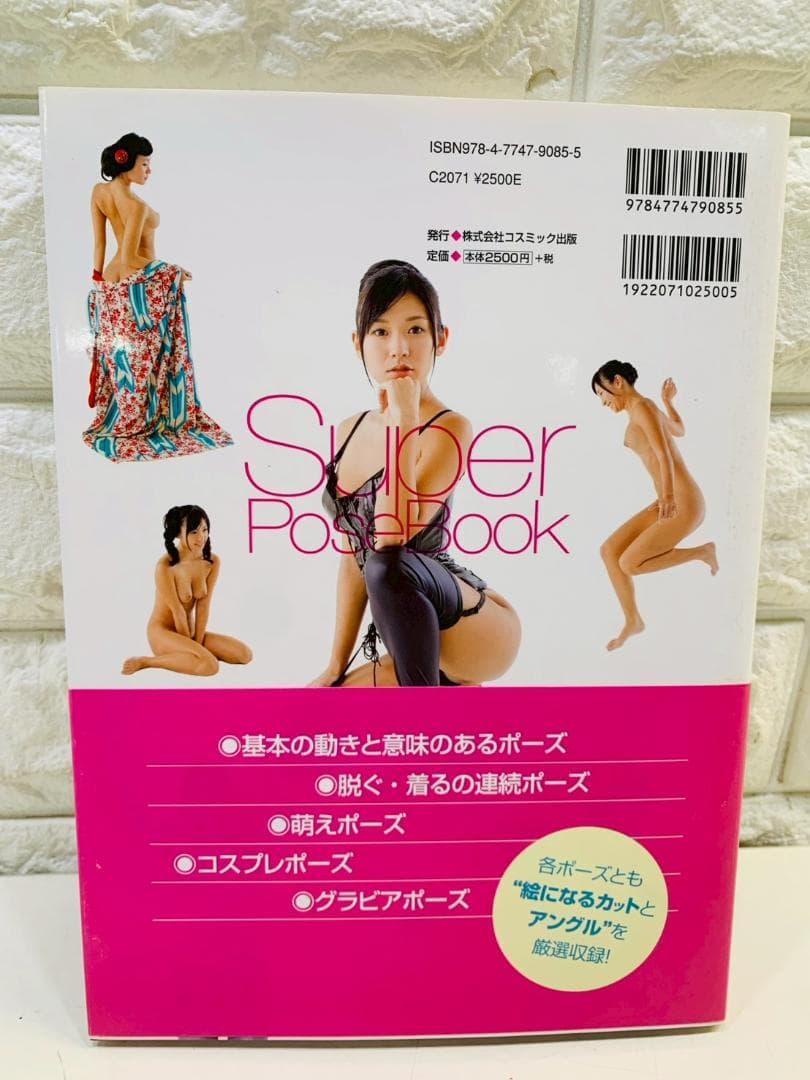 ISBN978-4-7747-9085-5
C2071 ¥2500E
9784774790855
発行◆株式会社コスミック出版
定価◆本体2500円+税
1922071025005
Super
PoseBook
◉基本の動きと意味のあるポーズ
◉脱ぐ・着るの連続ポーズ
◉萌えポーズ
◉コスプレポーズ
◉グラビアポーズ
各ポーズとも
“絵になるカットと
アングル”を
厳選収録!